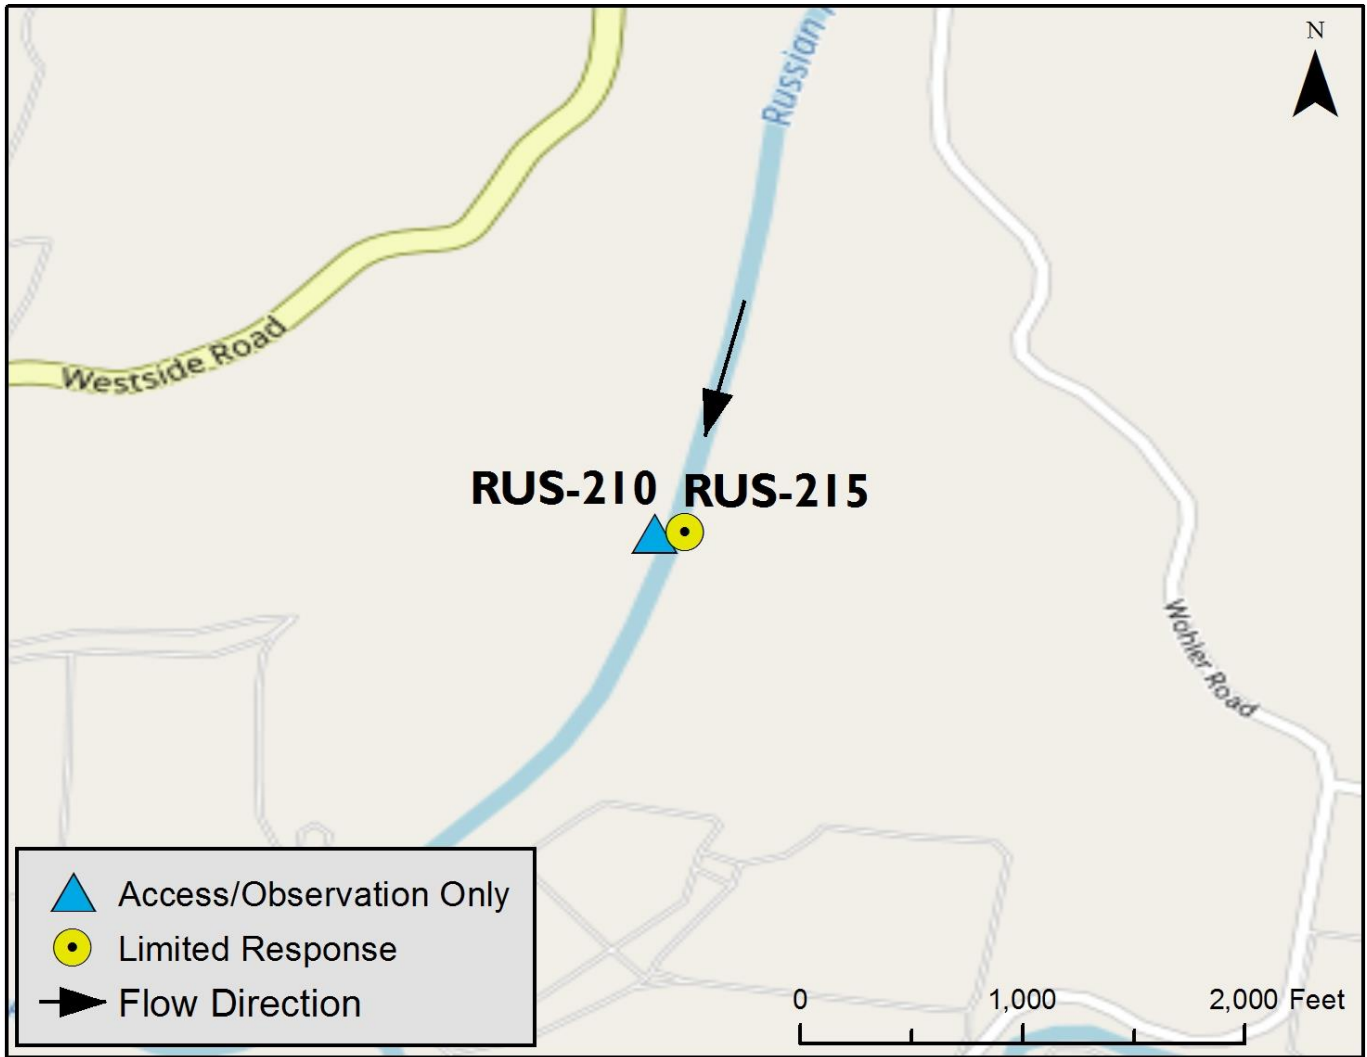 N
Russian
Westside Road
RUS-210 RUS-215
Wohler Road
Access/Observation Only
Limited Response
Flow Direction
0 1,000 2,000 Feet